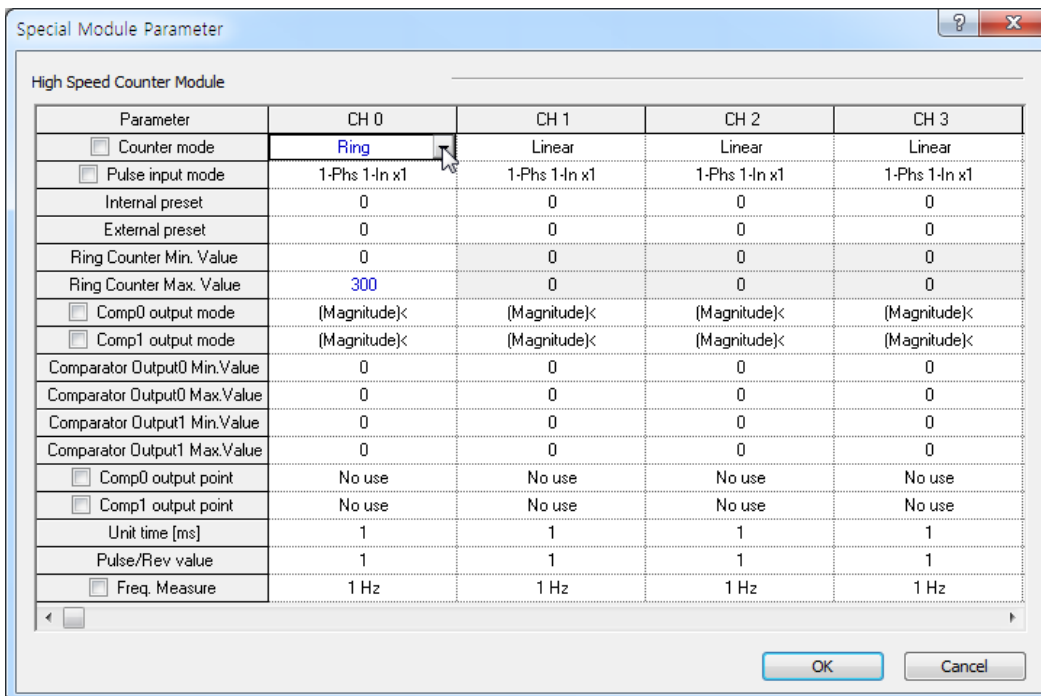 Special Module Parameter
High Speed Counter Module
Parameter CH 0 CH 1 CH 2 CH 3
Counter mode Ring Linear Linear Linear
Pulse input mode 1-Phs 1-In x1 1-Phs 1-In x1 1-Phs 1-In x1 1-Phs 1-In x1
Internal preset 0 0 0 0
External preset 0 0 0 0
Ring Counter Min. Value 0 0 0 0
Ring Counter Max. Value 300 0 0 0
Comp0 output mode (Magnitude)< (Magnitude)< (Magnitude)< (Magnitude)<
Comp1 output mode (Magnitude)< (Magnitude)< (Magnitude)< (Magnitude)<
Comparator Output0 Min.Value 0 0 0 0
Comparator Output0 Max.Value 0 0 0 0
Comparator Output1 Min.Value 0 0 0 0
Comparator Output1 Max.Value 0 0 0 0
Comp0 output point No use No use No use No use
Comp1 output point No use No use No use No use
Unit time [ms] 1 1 1 1
Pulse/Rev value 1 1 1 1
Freq. Measure 1 Hz 1 Hz 1 Hz 1 Hz
OK Cancel